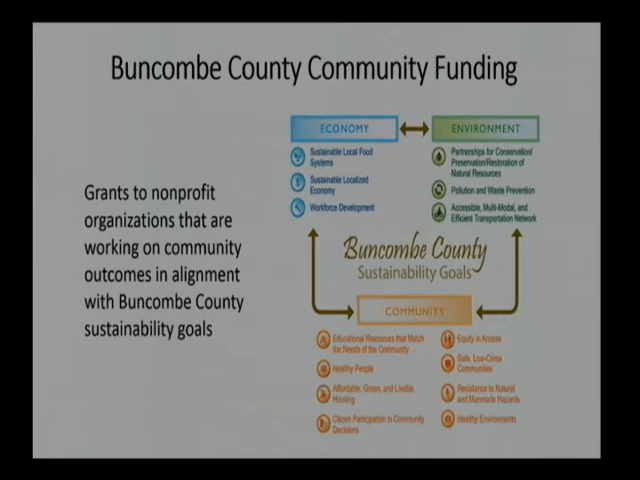 Buncombe County Community Funding
Grants to nonprofit
organizations that are
working on community
outcomes in alignment
with Buncombe County
sustainability goals
ECONOMY
Sustainable Local Food
Systems
Sustainable Localized
Economy
Workforce Development
ENVIRONMENT
Partnerships for Conservation/
Preservation/Restoration of
Natural Resources
Pollution and Waste Prevention
Accessible, Multi-Modal, and
Efficient Transportation Network
Buncombe County
Sustainability Goals
COMMUNITY
Educational Resources that Match
the Needs of the Community
Healthy People
Affordable, Green, and Livable
Housing
Citizen Participation in Community
Decisions
Equity in Access
Safe, Low-Crime
Communities
Resistance to Natural
and Manmade Hazards
Healthy Environments